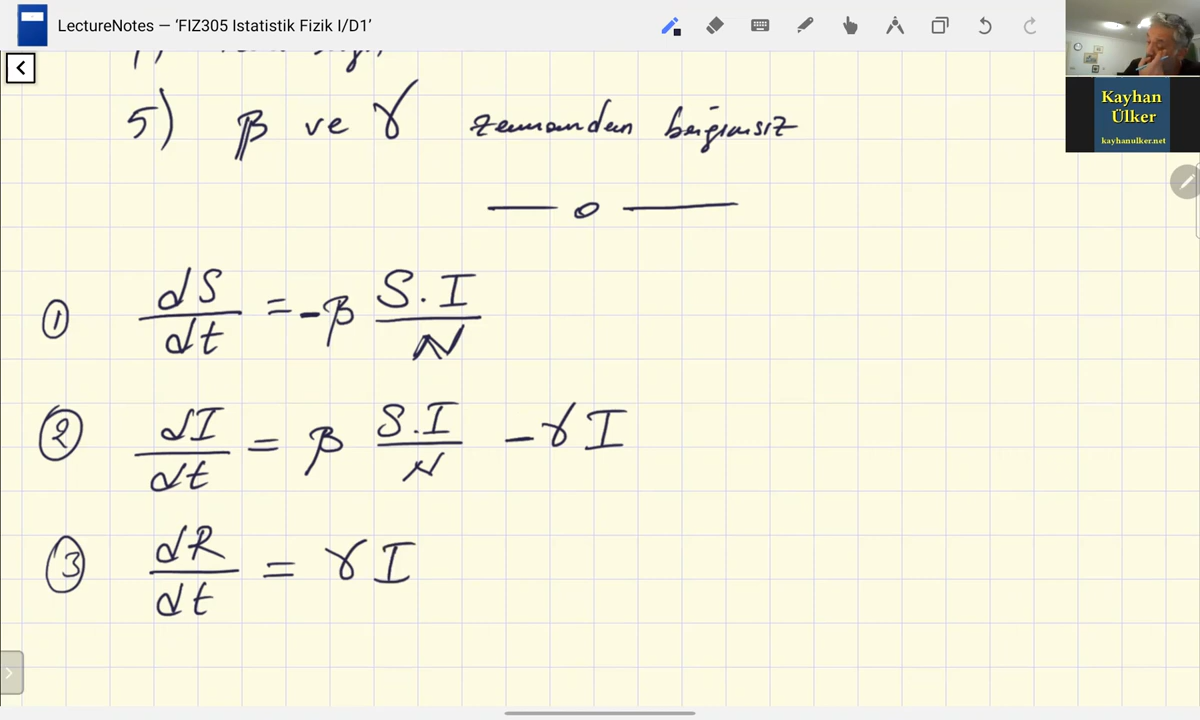 LectureNotes — ‘FIZ305 Istatistik Fizik I/D1’
Kayhan
Ülker
kayhanulker.net
5) β ve γ zamandan bağımsız
① dS/dt = -β S.I/N
② dI/dt = β S.I/N - γI
③ dR/dt = γI